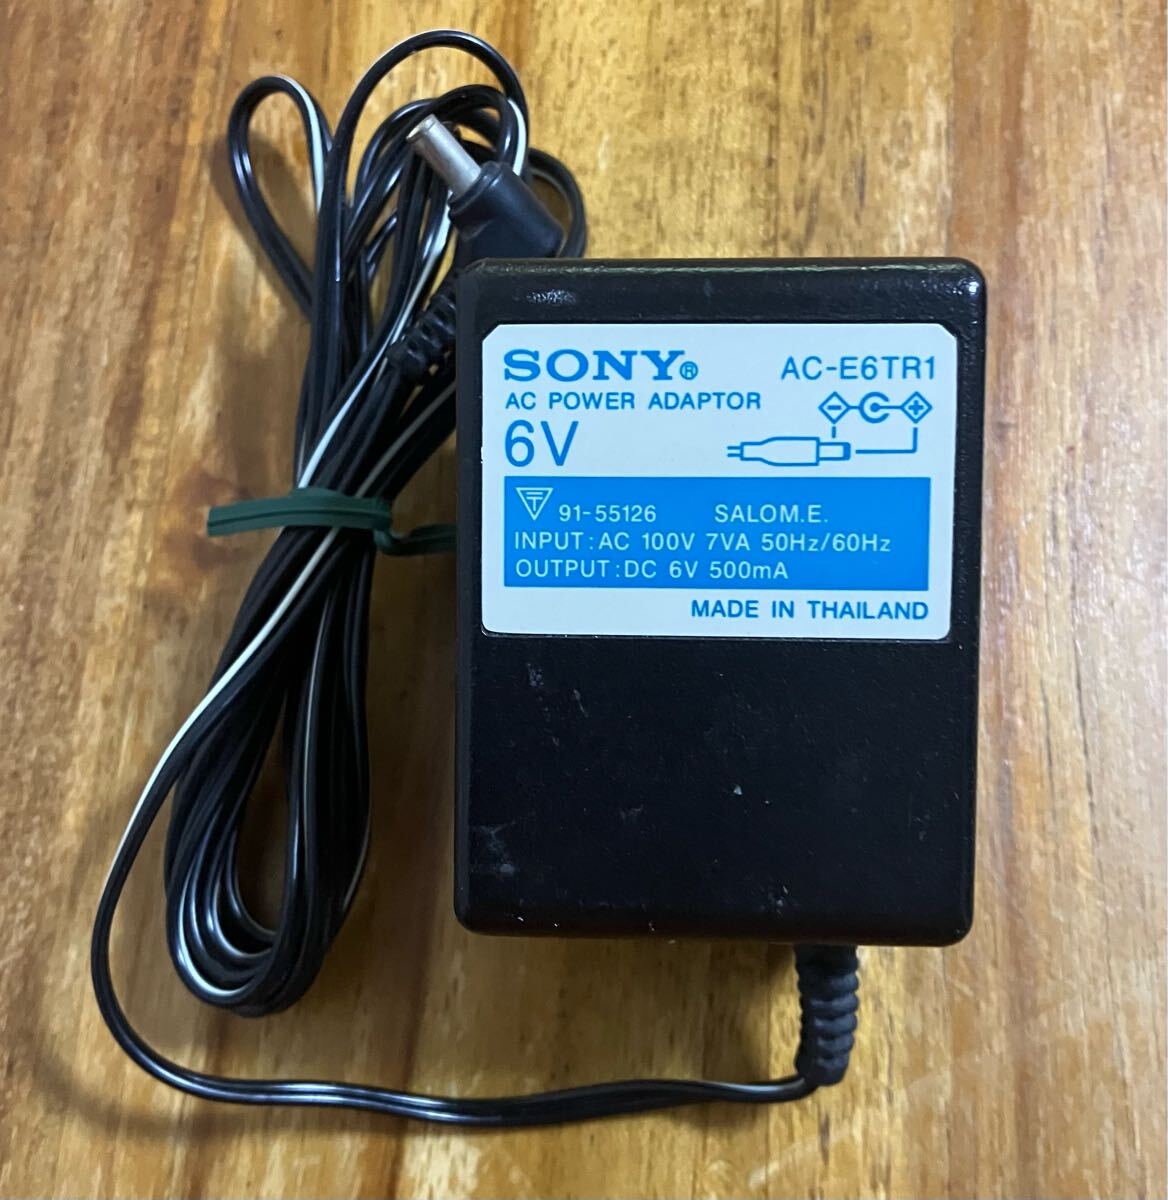 SONY® AC-E6TR1
AC POWER ADAPTOR
6V
T 91-55126 SALOM.E.
INPUT:AC 100V 7VA 50Hz/60Hz
OUTPUT:DC 6V 500mA
MADE IN THAILAND